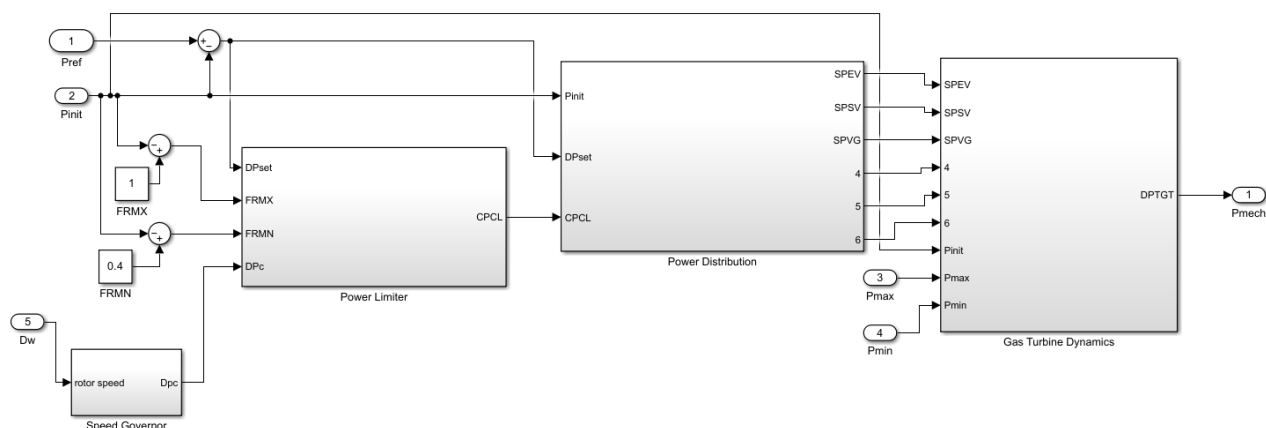 1
Pref
2
Pinit
+
−
−
+
1
FRMX
−
+
0.4
FRMN
5
Dw
rotor speed
Dpc
Speed Governor
DPset
FRMX
FRMN
DPc
CPCL
Power Limiter
Pinit
DPset
CPCL
SPEV
SPSV
SPVG
4
5
6
Power Distribution
3
Pmax
4
Pmin
SPEV
SPSV
SPVG
4
5
6
Pinit
Pmax
Pmin
DPTGT
Gas Turbine Dynamics
1
Pmech